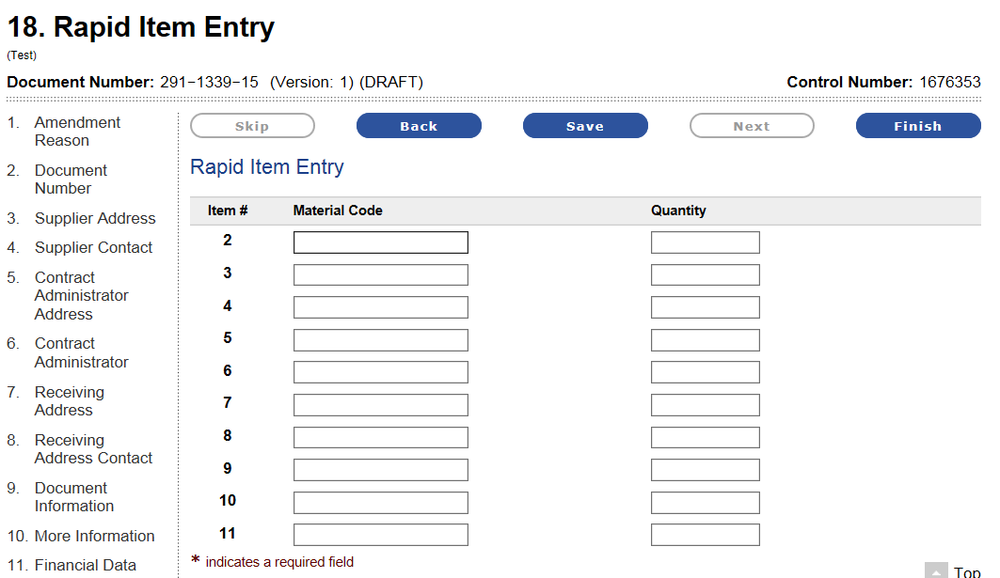 18. Rapid Item Entry
(Test)
Document Number: 291-1339-15 (Version: 1) (DRAFT)
Control Number: 1676353
1. Amendment
Reason
2. Document
Number
3. Supplier Address
4. Supplier Contact
5. Contract
Administrator
Address
6. Contract
Administrator
7. Receiving
Address
8. Receiving
Address Contact
9. Document
Information
10. More Information
11. Financial Data
Skip Back Save Next Finish
Rapid Item Entry
Item # Material Code Quantity
2
3
4
5
6
7
8
9
10
11
* indicates a required field
Top